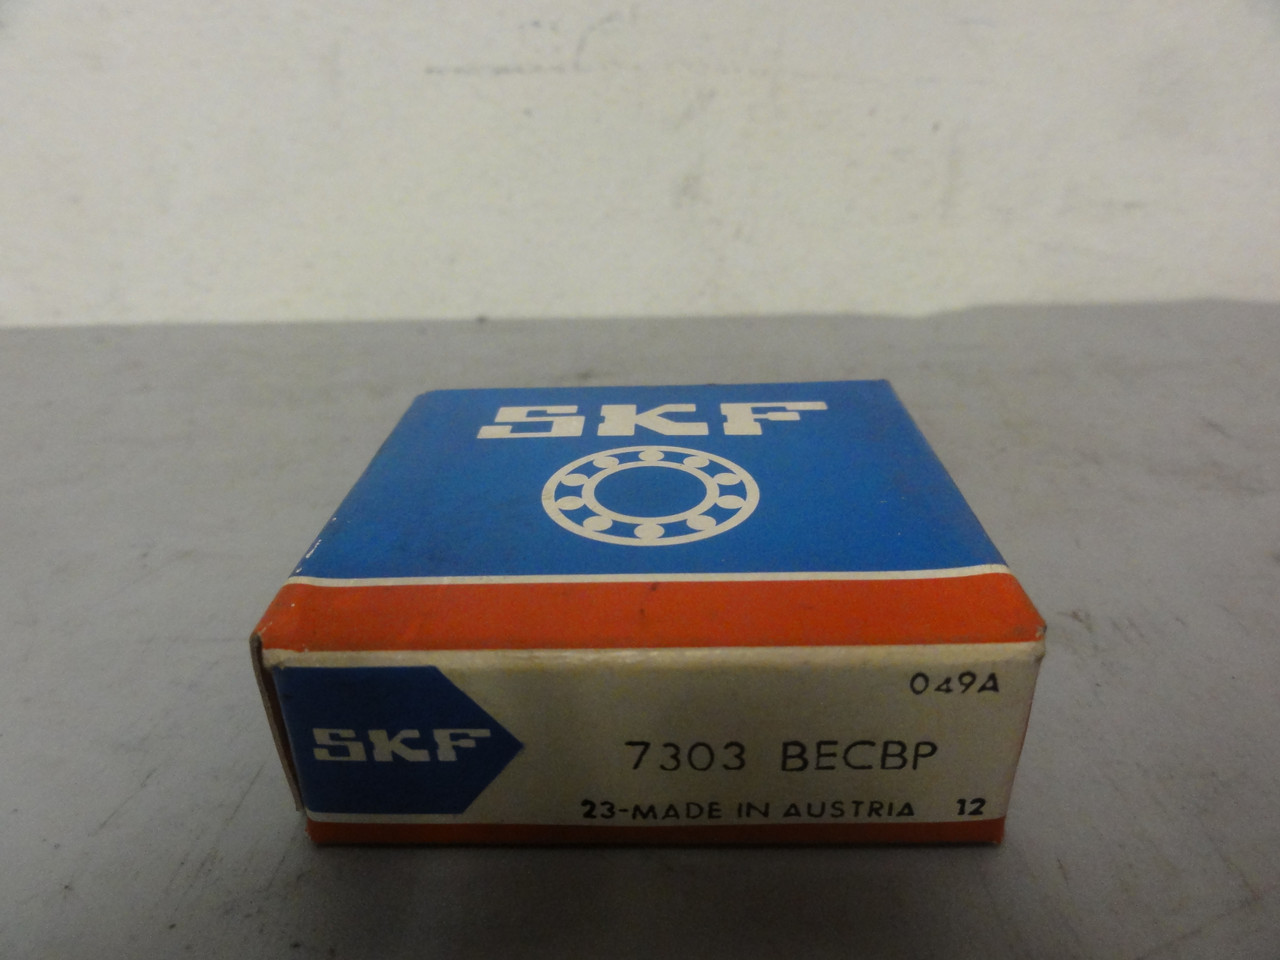 SKF
049A
SKF
7303 BECBP
23-MADE IN AUSTRIA 12